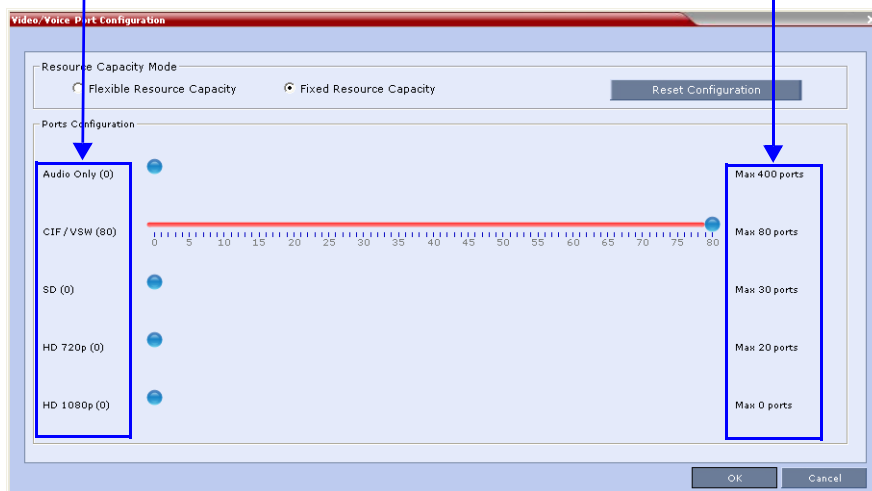 Video/Voice Port Configuration
X
Resource Capacity Mode
Flexible Resource Capacity
Fixed Resource Capacity
Reset Configuration
Ports Configuration
Audio Only (0)
Max 400 ports
CIF/VSW (80)
0 5 10 15 20 25 30 35 40 45 50 55 60 65 70 75 80
Max 80 ports
SD (0)
Max 30 ports
HD 720p (0)
Max 20 ports
HD 1080p (0)
Max 0 ports
OK
Cancel